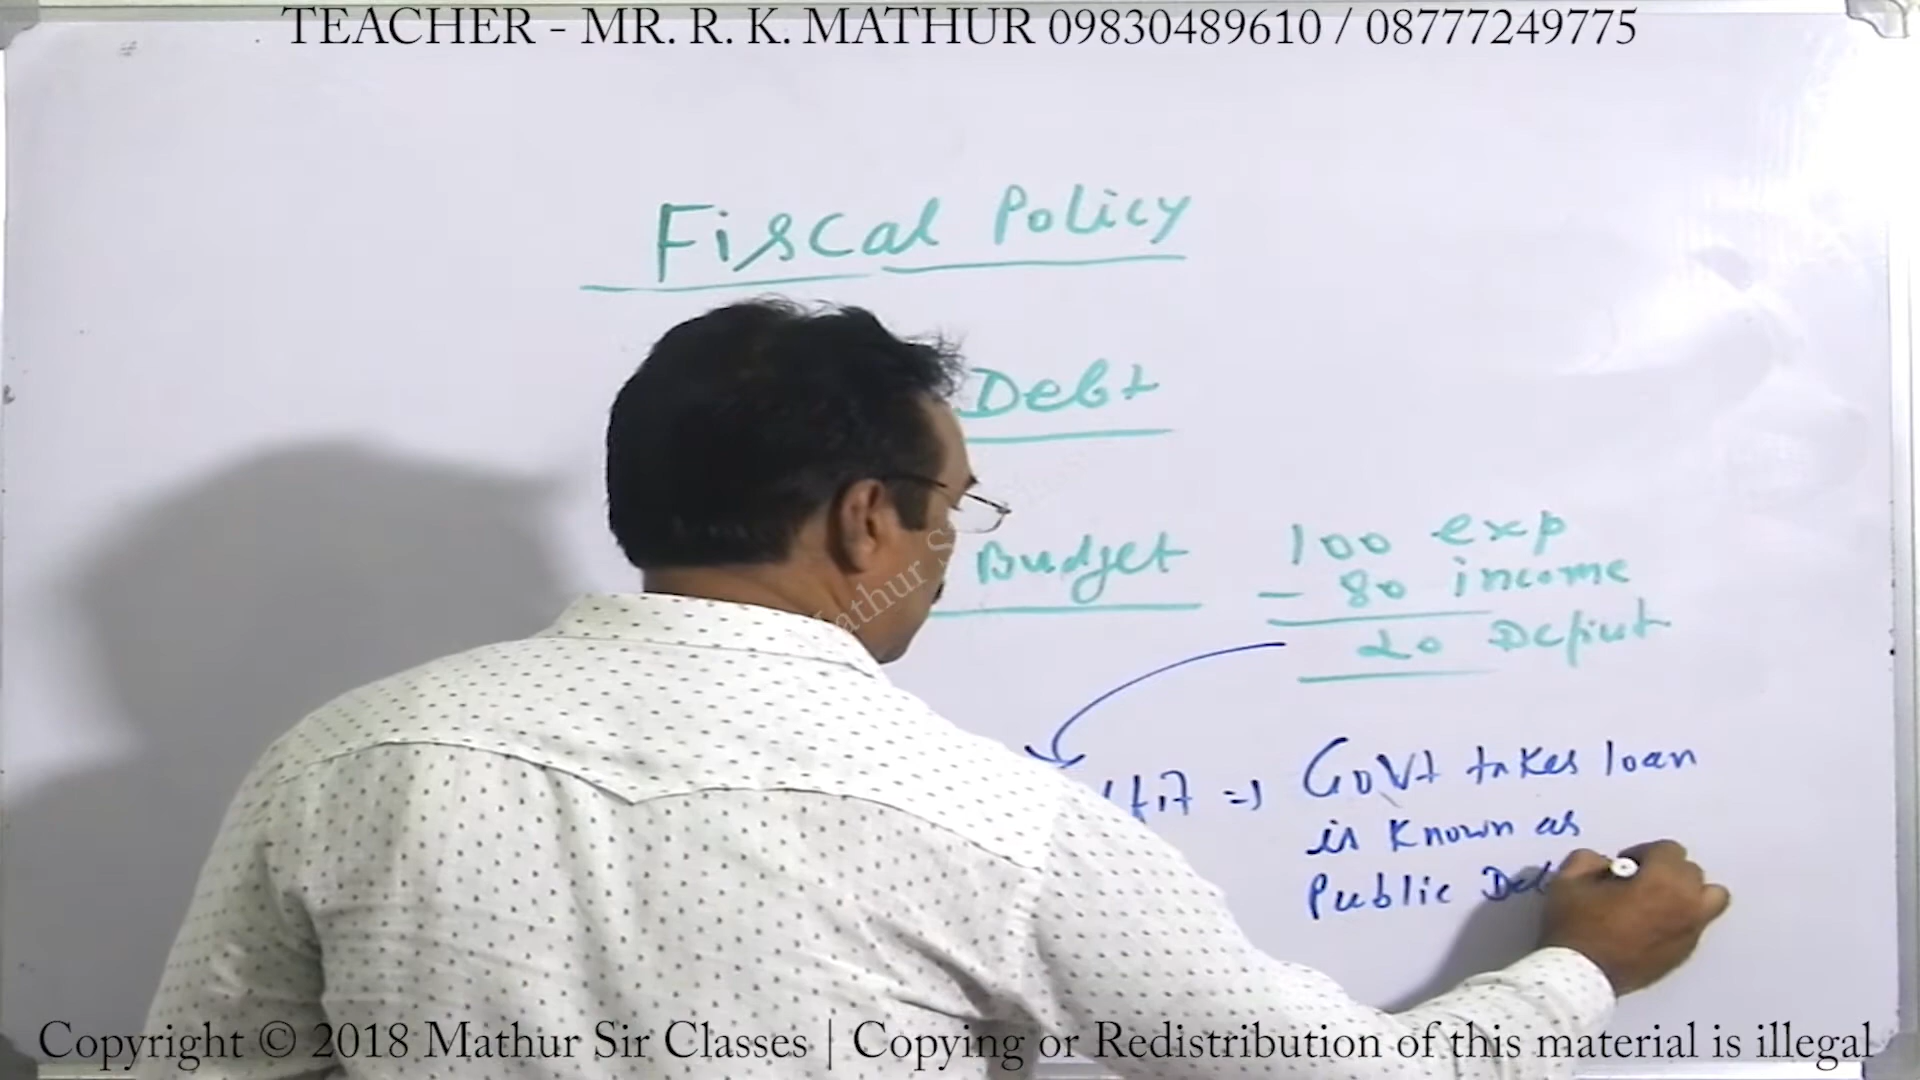 TEACHER - MR. R. K. MATHUR 09830489610 / 08777249775
Fiscal Policy
Debt
Budget
100 exp
- 80 income
20 Deficit
=> Govt takes loan
is known as
Public Deb
Copyright © 2018 Mathur Sir Classes | Copying or Redistribution of this material is illegal